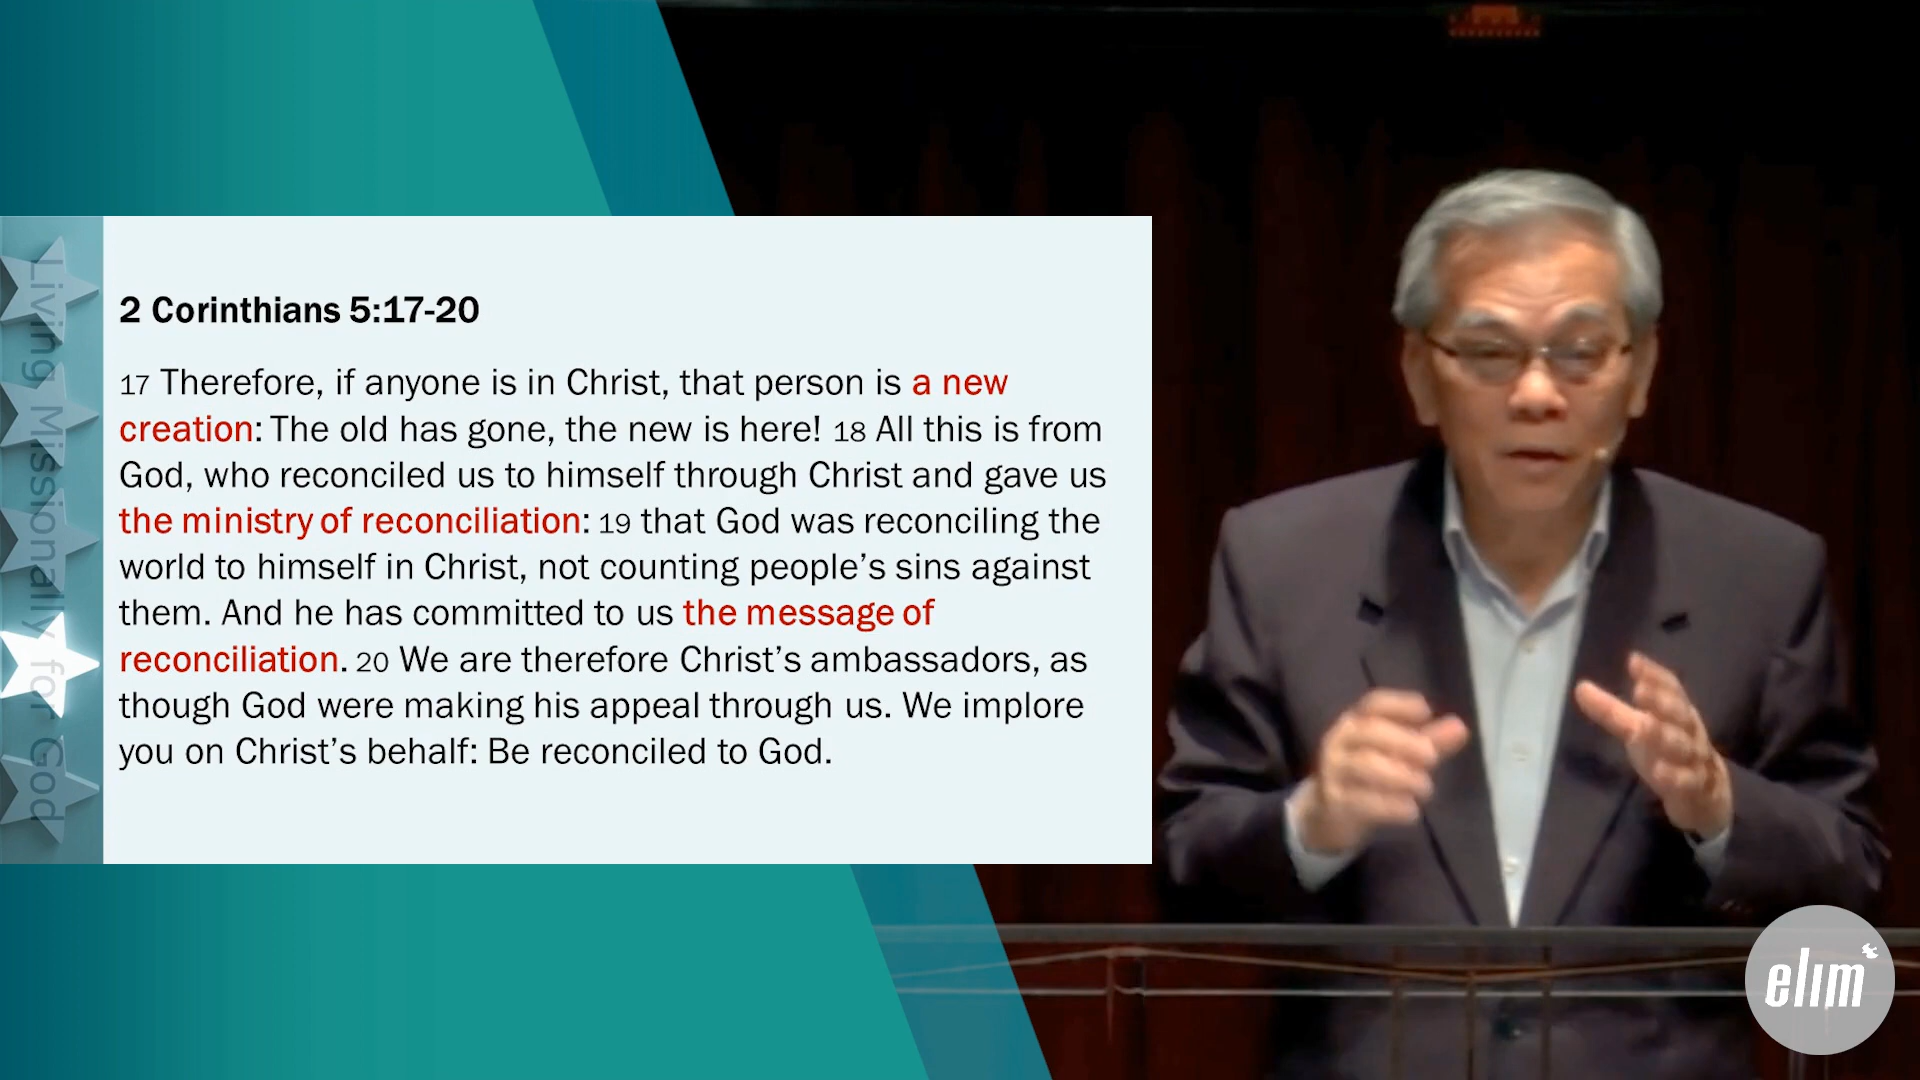 Living Missionally for God
2 Corinthians 5:17-20
17 Therefore, if anyone is in Christ, that person is a new
creation: The old has gone, the new is here! 18 All this is from
God, who reconciled us to himself through Christ and gave us
the ministry of reconciliation: 19 that God was reconciling the
world to himself in Christ, not counting people’s sins against
them. And he has committed to us the message of
reconciliation. 20 We are therefore Christ’s ambassadors, as
though God were making his appeal through us. We implore
you on Christ’s behalf: Be reconciled to God.
elim